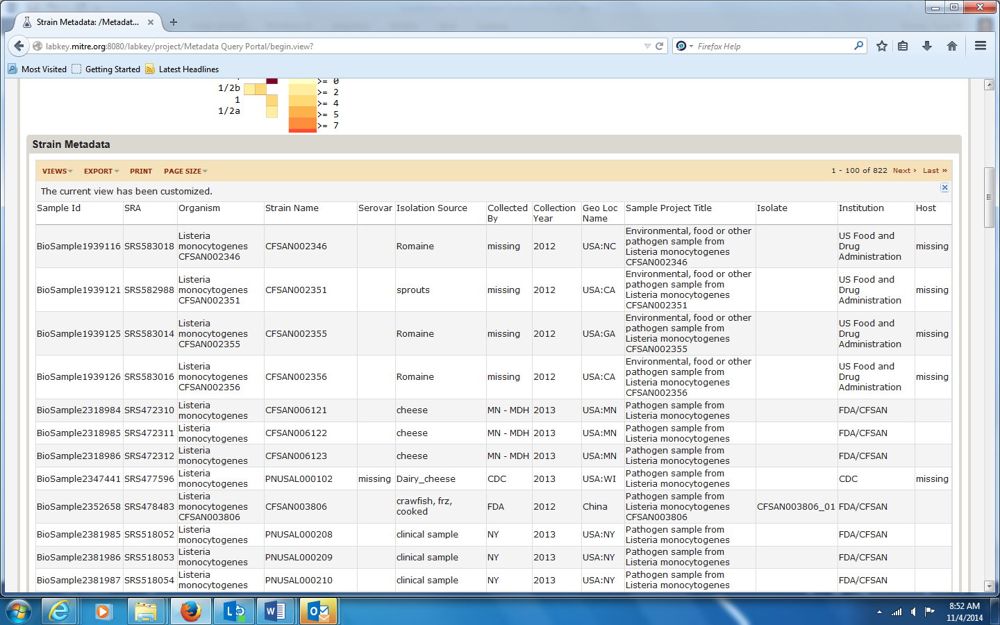 Strain Metadata: /Metadat...
labkey.mitre.org:8080/labkey/project/Metadata Query Portal/begin.view?
Firefox Help
Most Visited Getting Started Latest Headlines
>= 0
1/2b >= 2
1 >= 4
1/2a >= 5
>= 7
Strain Metadata
VIEWS EXPORT PRINT PAGE SIZE 1 - 100 of 822 Next › Last »
The current view has been customized.
Sample Id SRA Organism Strain Name Serovar Isolation Source Collected By Collection Year Geo Loc Name Sample Project Title Isolate Institution Host
BioSample1939116 SRS583018 Listeria monocytogenes CFSAN002346 CFSAN002346 Romaine missing 2012 USA:NC Environmental, food or other pathogen sample from Listeria monocytogenes CFSAN002346 US Food and Drug Administration missing
BioSample1939121 SRS582988 Listeria monocytogenes CFSAN002351 CFSAN002351 sprouts missing 2012 USA:CA Environmental, food or other pathogen sample from Listeria monocytogenes CFSAN002351 US Food and Drug Administration missing
BioSample1939125 SRS583014 Listeria monocytogenes CFSAN002355 CFSAN002355 Romaine missing 2012 USA:GA Environmental, food or other pathogen sample from Listeria monocytogenes CFSAN002355 US Food and Drug Administration missing
BioSample1939126 SRS583016 Listeria monocytogenes CFSAN002356 CFSAN002356 Romaine missing 2012 USA:CA Environmental, food or other pathogen sample from Listeria monocytogenes CFSAN002356 US Food and Drug Administration missing
BioSample2318984 SRS472310 Listeria monocytogenes CFSAN006121 cheese MN - MDH 2013 USA:MN Pathogen sample from Listeria monocytogenes FDA/CFSAN
BioSample2318985 SRS472311 Listeria monocytogenes CFSAN006122 cheese MN - MDH 2013 USA:MN Pathogen sample from Listeria monocytogenes FDA/CFSAN
BioSample2318986 SRS472312 Listeria monocytogenes CFSAN006123 cheese MN - MDH 2013 USA:MN Pathogen sample from Listeria monocytogenes FDA/CFSAN
BioSample2347441 SRS477596 Listeria monocytogenes PNUSAL000102 missing Dairy_cheese CDC 2013 USA:WI Pathogen sample from Listeria monocytogenes CDC missing
BioSample2352658 SRS478483 Listeria monocytogenes CFSAN003806 CFSAN003806 crawfish, frz, cooked FDA 2012 China Pathogen sample from Listeria monocytogenes CFSAN003806 CFSAN003806_01 FDA/CFSAN
BioSample2381985 SRS518052 Listeria monocytogenes PNUSAL000208 clinical sample NY 2013 USA:NY Pathogen sample from Listeria monocytogenes FDA/CFSAN
BioSample2381986 SRS518053 Listeria monocytogenes PNUSAL000209 clinical sample NY 2013 USA:NY Pathogen sample from Listeria monocytogenes FDA/CFSAN
BioSample2381987 SRS518054 Listeria monocytogenes PNUSAL000210 clinical sample NY 2013 USA:NY Pathogen sample from Listeria monocytogenes FDA/CFSAN
8:52 AM
11/4/2014